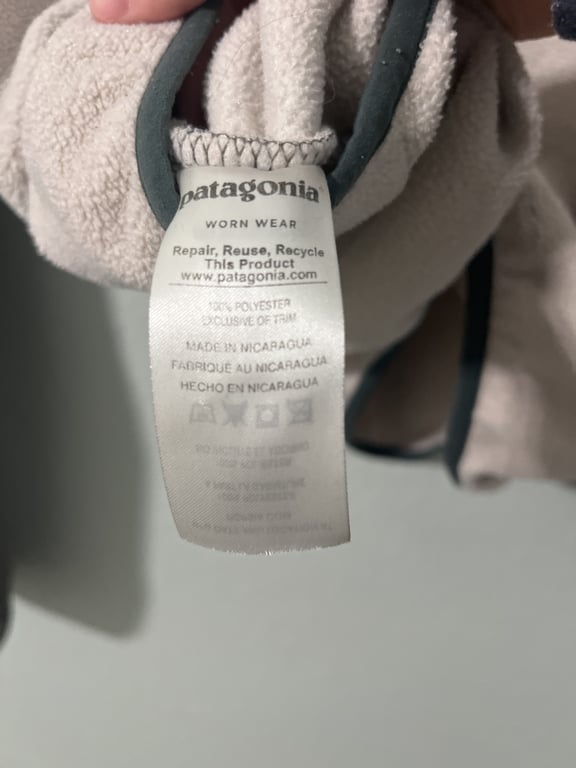 patagonia
WORN WEAR
Repair, Reuse, Recycle
This Product
www.patagonia.com
100% POLYESTER
EXCLUSIVE OF TRIM
MADE IN NICARAGUA
FABRIQUÉ AU NICARAGUA
HECHO EN NICARAGUA